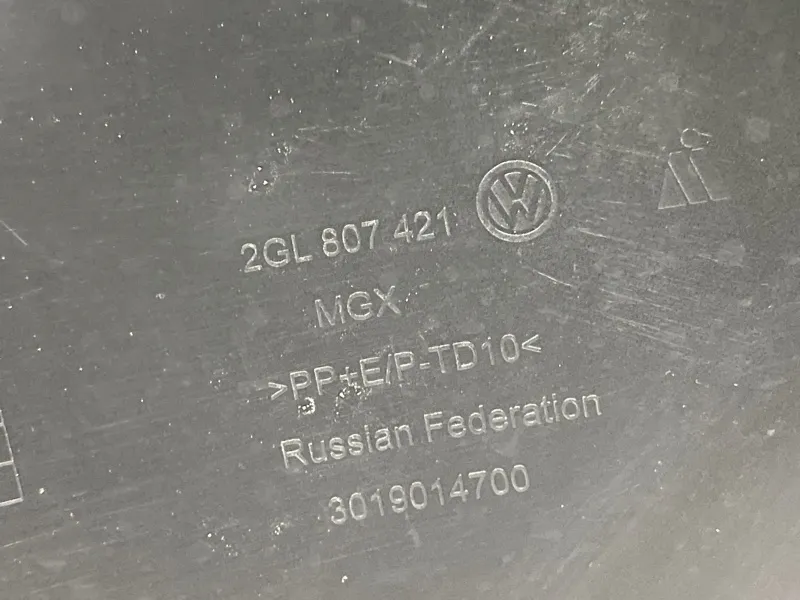 2GL 807 421
MGX
>PP+E/P-TD10<
Russian Federation
3019014700